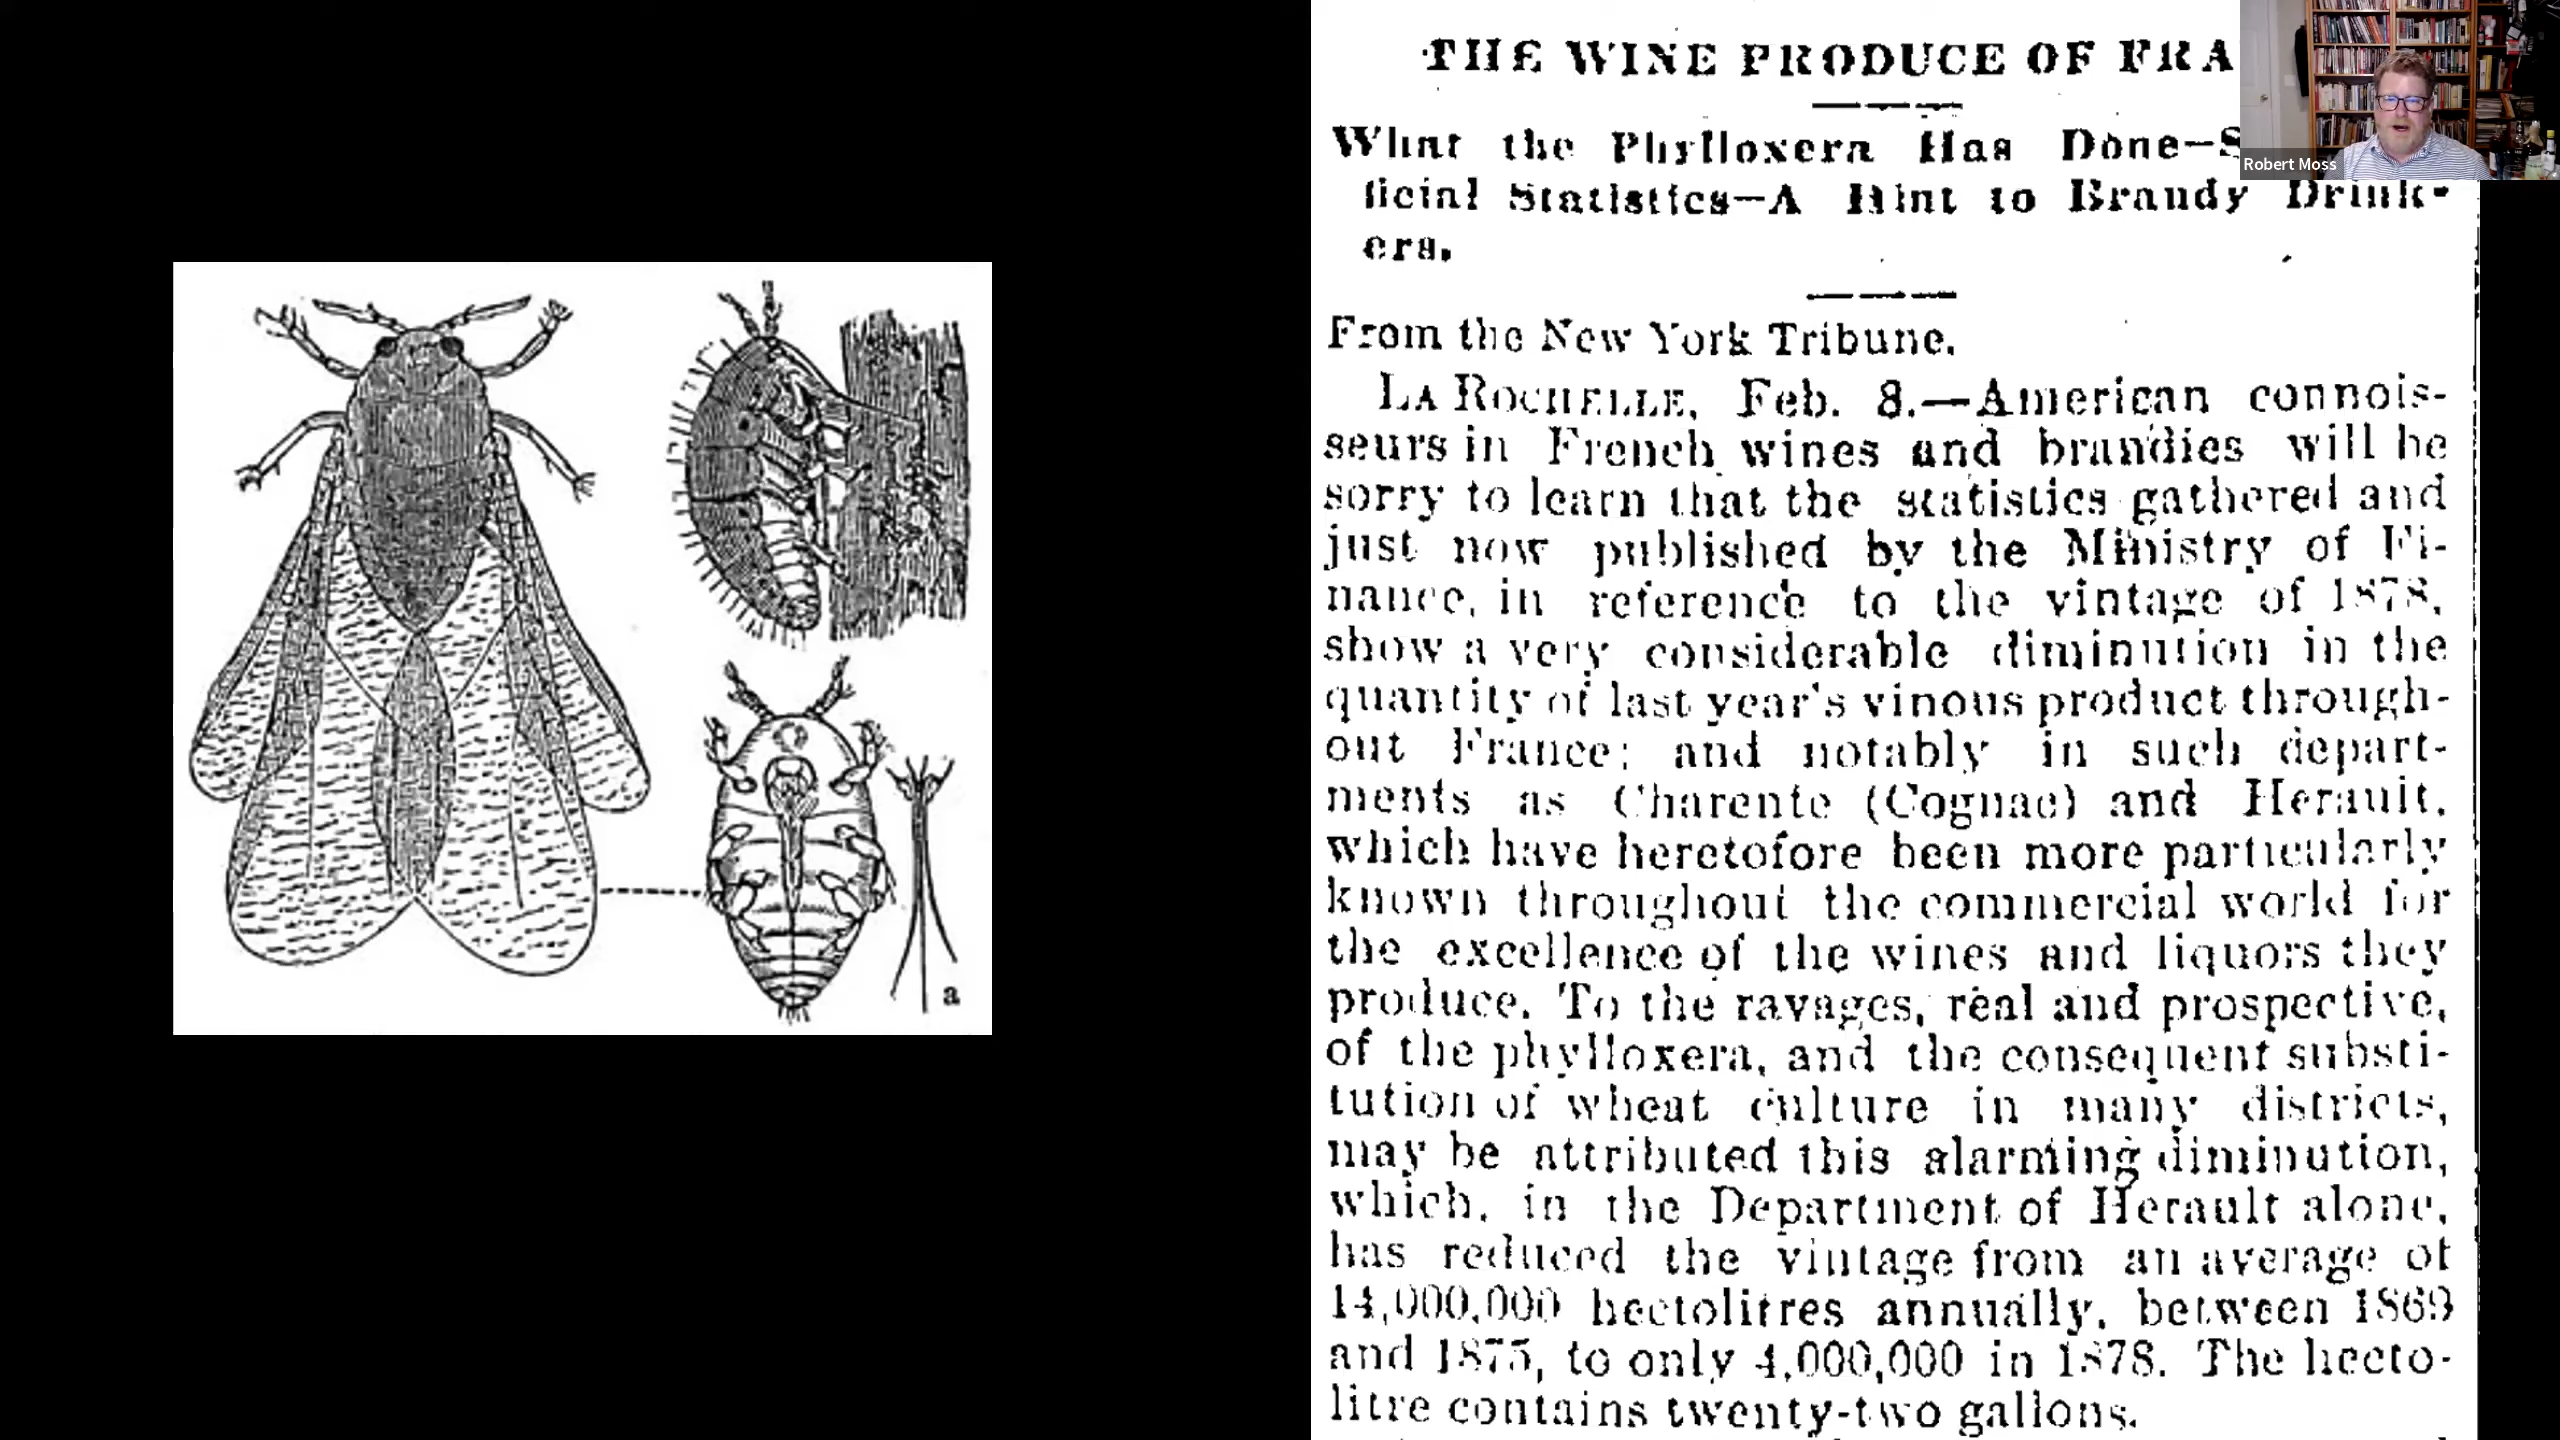 THE WINE PRODUCE OF FRA
What the Phylloxera Has Done—S
ficial Statistics—A Hint to Brandy Drink-
ers.
From the New York Tribune.
LA ROCHELLE, Feb. 8.—American connois-
seurs in French wines and brandies will be
sorry to learn that the statistics gathered and
just now published by the Ministry of Fi-
nance, in reference to the vintage of 1878,
show a very considerable diminution in the
quantity of last year's vinous product through-
out France; and notably in such depart-
ments as Charente (Cognac) and Herault,
which have heretofore been more particularly
known throughout the commercial world for
the excellence of the wines and liquors they
produce. To the ravages, real and prospective,
of the phylloxera, and the consequent substi-
tution of wheat culture in many districts,
may be attributed this alarming diminution,
which, in the Department of Herault alone,
has reduced the vintage from an average of
14,000,000 hectolitres annually, between 1869
and 1875, to only 4,000,000 in 1878. The hecto-
litre contains twenty-two gallons.
a
Robert Moss